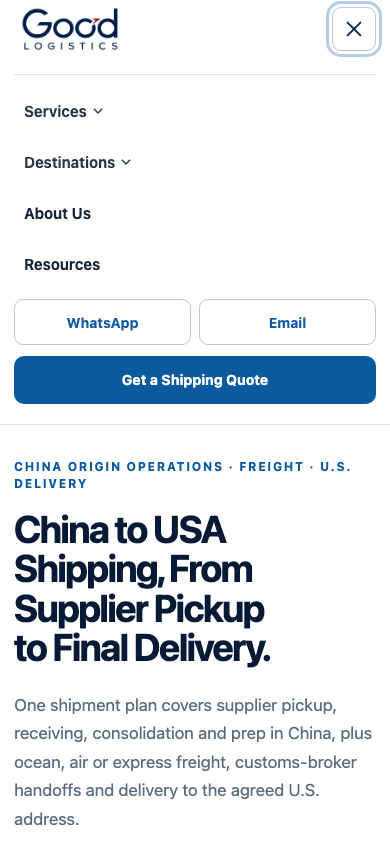 Good
LOGISTICS
Services
Destinations
About Us
Resources
WhatsApp
Email
Get a Shipping Quote
CHINA ORIGIN OPERATIONS · FREIGHT · U.S.
DELIVERY
China to USA
Shipping, From
Supplier Pickup
to Final Delivery.
One shipment plan covers supplier pickup,
receiving, consolidation and prep in China, plus
ocean, air or express freight, customs-broker
handoffs and delivery to the agreed U.S.
address.